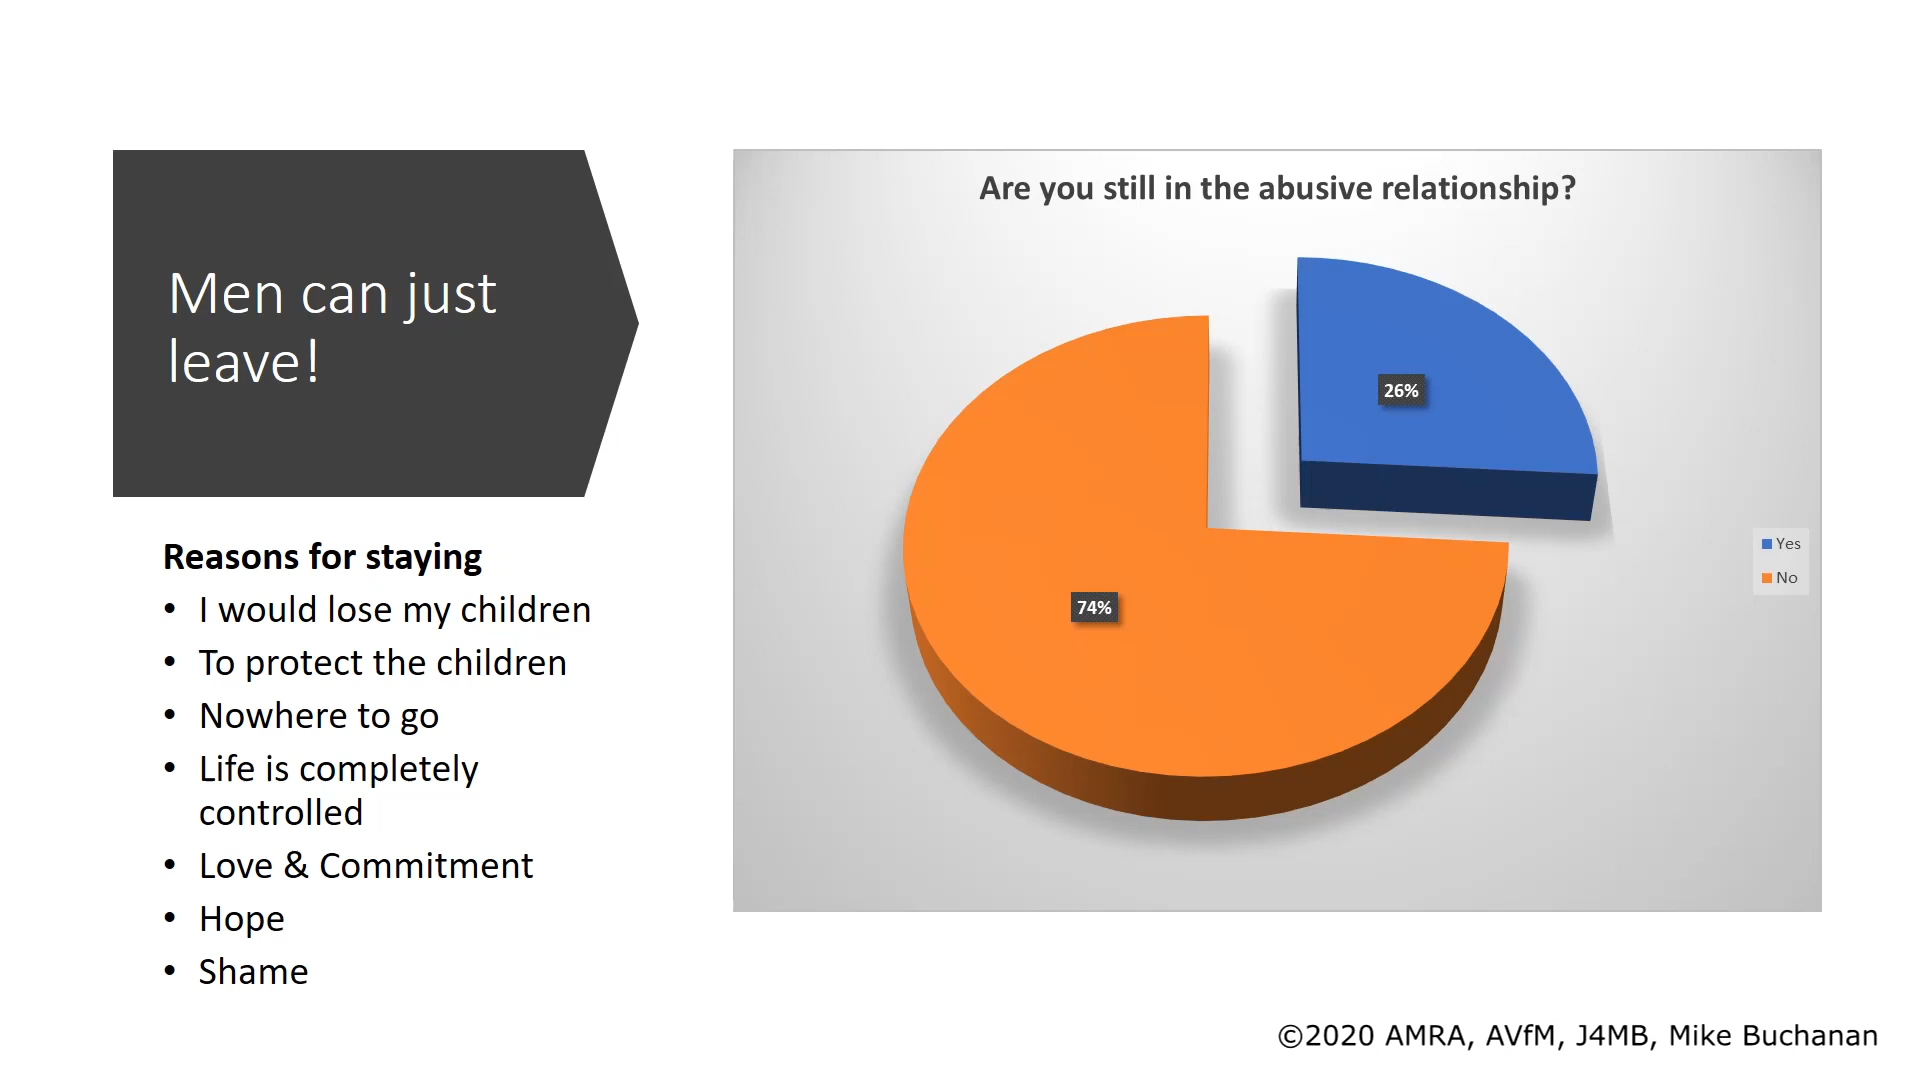 Men can just
leave!
Reasons for staying
• I would lose my children
• To protect the children
• Nowhere to go
• Life is completely
controlled
• Love & Commitment
• Hope
• Shame
Are you still in the abusive relationship?
26%
74%
Yes
No
©2020 AMRA, AVfM, J4MB, Mike Buchanan